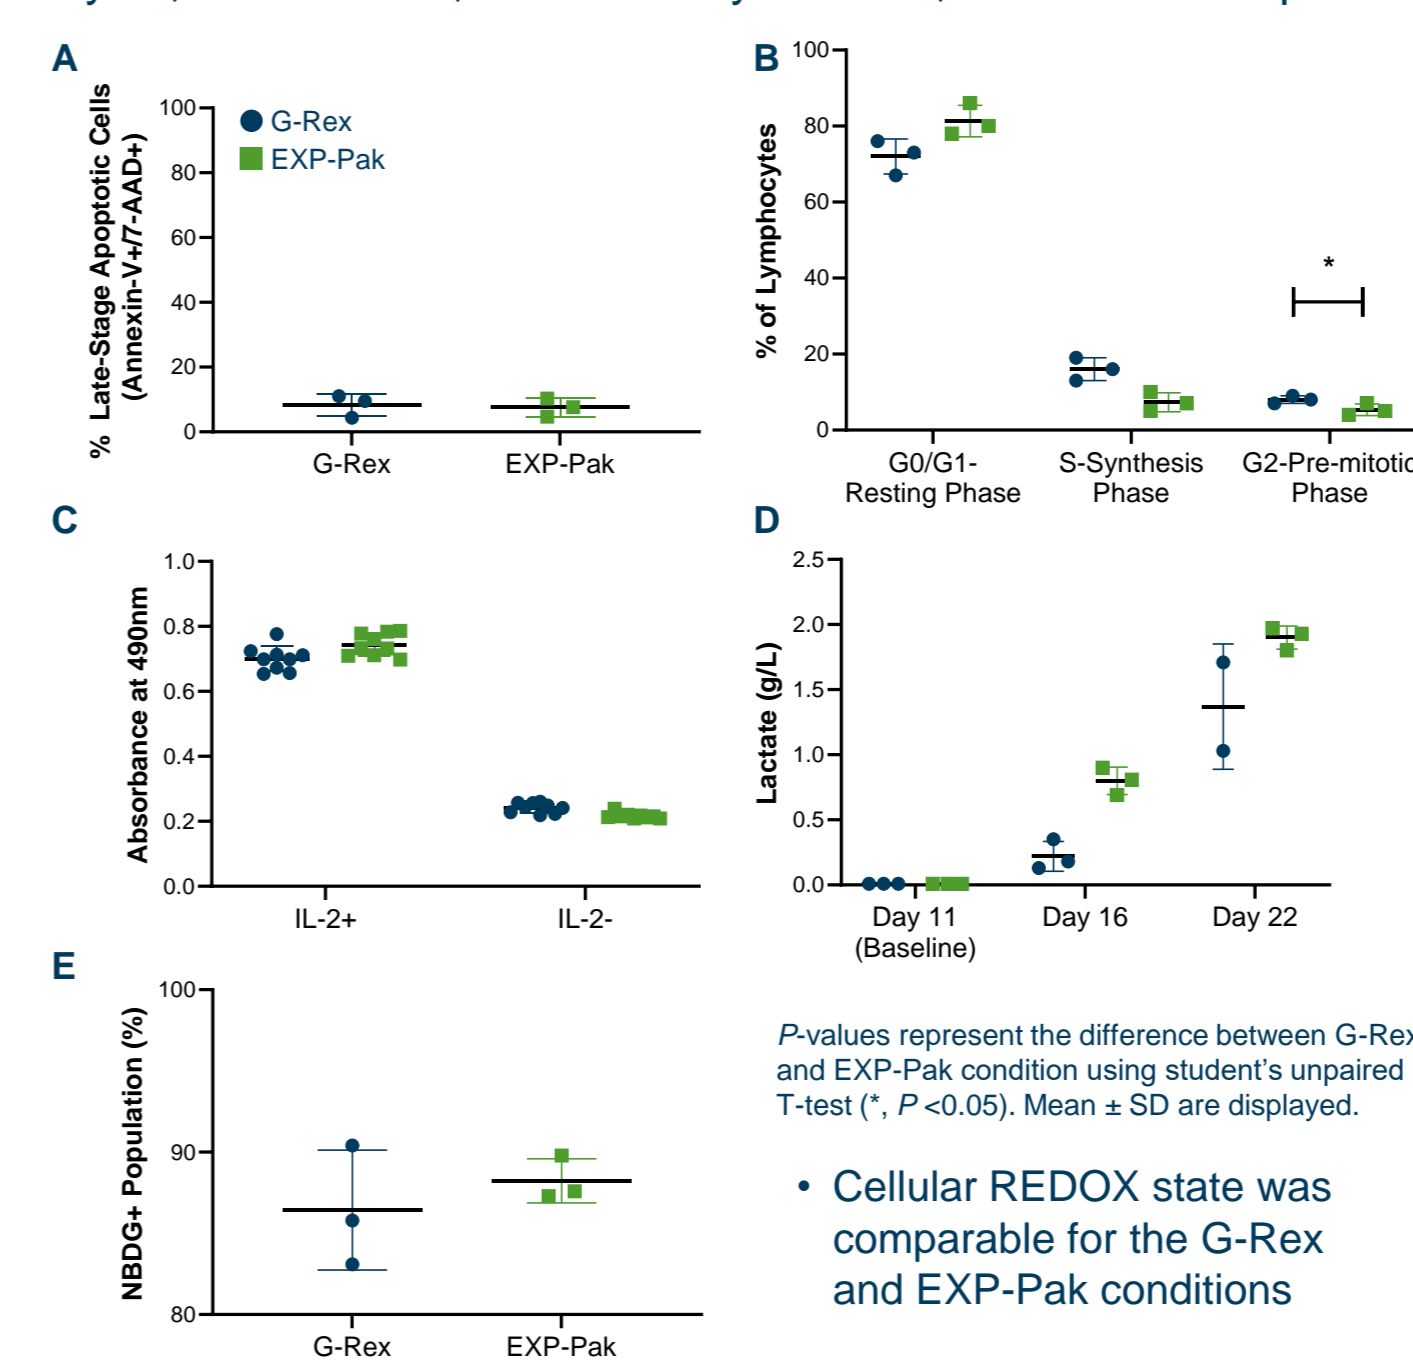 A
% Late-Stage Apoptotic Cells
(Annexin-V+/7-AAD+)
100
80
60
40
20
0
G-Rex
EXP-Pak
G-Rex
EXP-Pak
B
% of Lymphocytes
100
80
60
40
20
0
*
G0/G1-
Resting Phase
S-Synthesis
Phase
G2-Pre-mitotic
Phase
C
Absorbance at 490nm
1.0
0.8
0.6
0.4
0.2
0.0
IL-2+
IL-2-
D
Lactate (g/L)
2.5
2.0
1.5
1.0
0.5
0.0
Day 11
(Baseline)
Day 16
Day 22
E
NBDG+ Population (%)
100
90
80
G-Rex
EXP-Pak
P-values represent the difference between G-Rex
and EXP-Pak condition using student’s unpaired
T-test (*, P <0.05). Mean ± SD are displayed.
• Cellular REDOX state was
comparable for the G-Rex
and EXP-Pak conditions